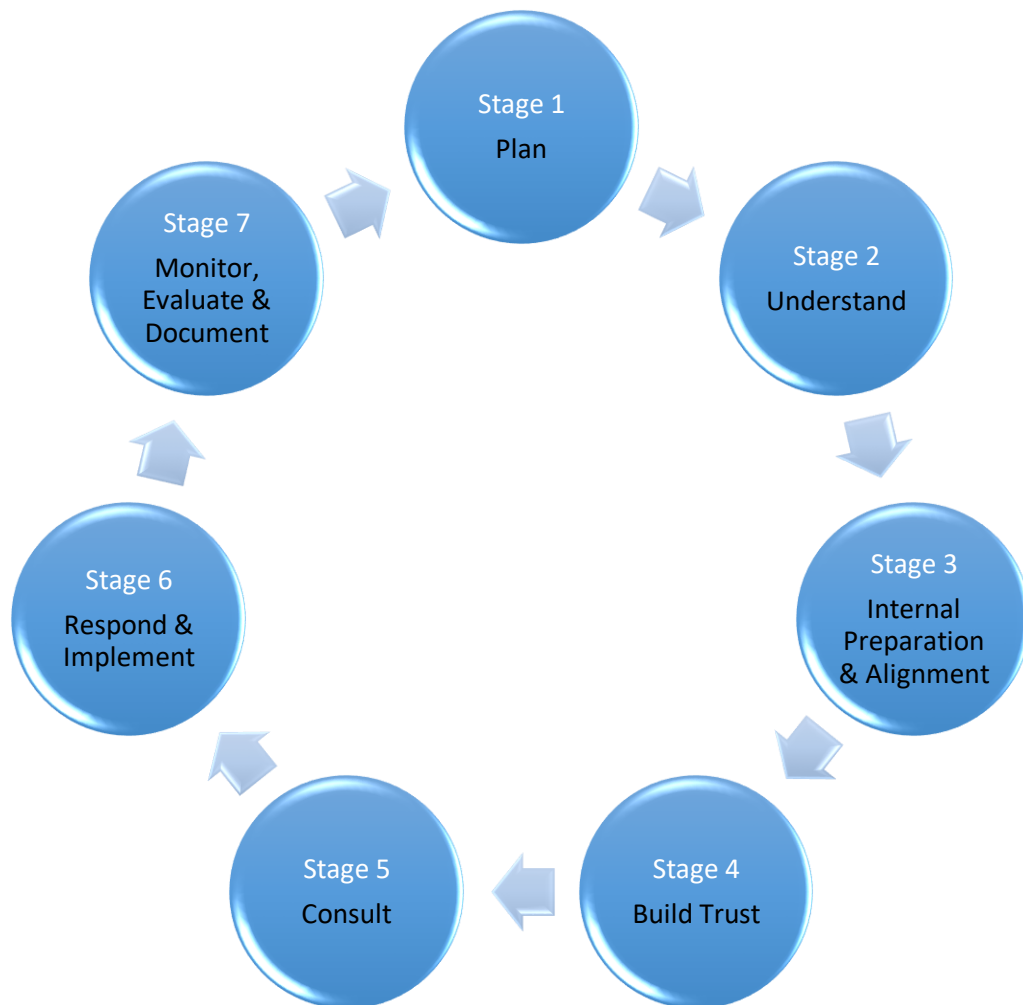 Stage 1
Plan
Stage 2
Understand
Stage 3
Internal
Preparation
& Alignment
Stage 4
Build Trust
Stage 5
Consult
Stage 6
Respond &
Implement
Stage 7
Monitor,
Evaluate &
Document